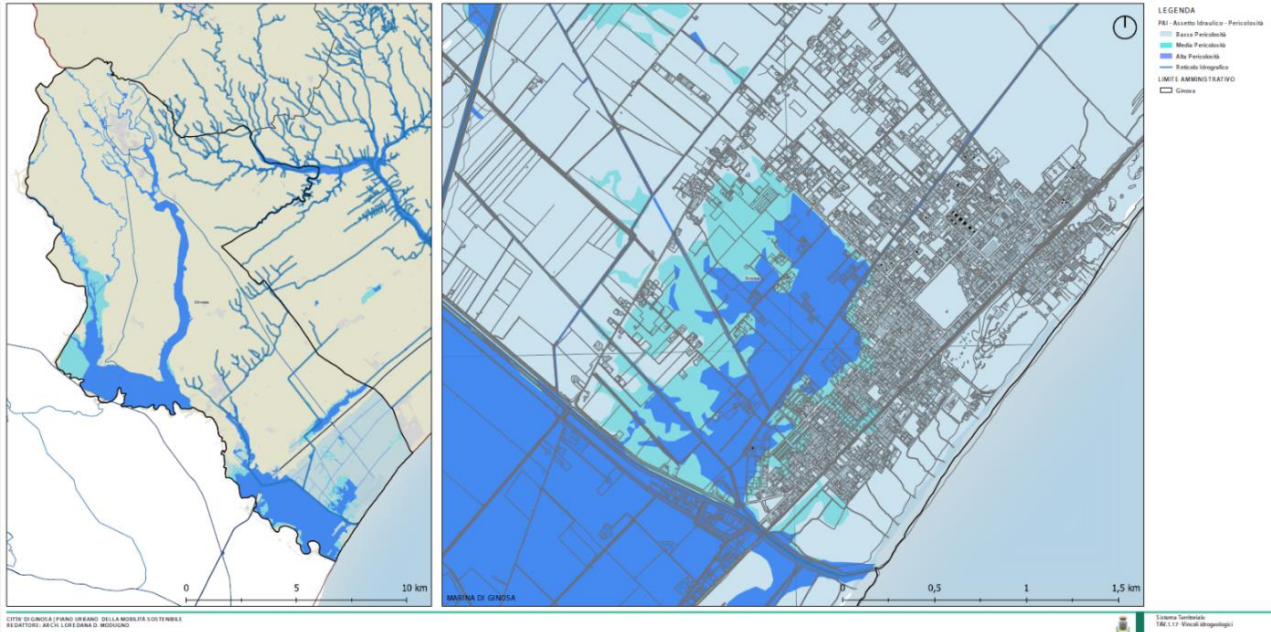 LEGENDA
PAI - Assetto Idraulico - Pericolosità
Bassa Pericolosità
Media Pericolosità
Alta Pericolosità
Reticolo Idrografico
LIMITE AMMINISTRATIVO
Ginosa
Ginosa
Ginosa
0 5 10 km
MARINA DI GINOSA
0 0,5 1 1,5 km
CITTA' DI GINOSA | PIANO URBANO DELLA MOBILITÀ SOSTENIBILE
REDATTORE: ARCH. LOREDANA D. MODUGNO
Sistema Territoriale
TAV. 1.17 - Vincoli idrogeologici